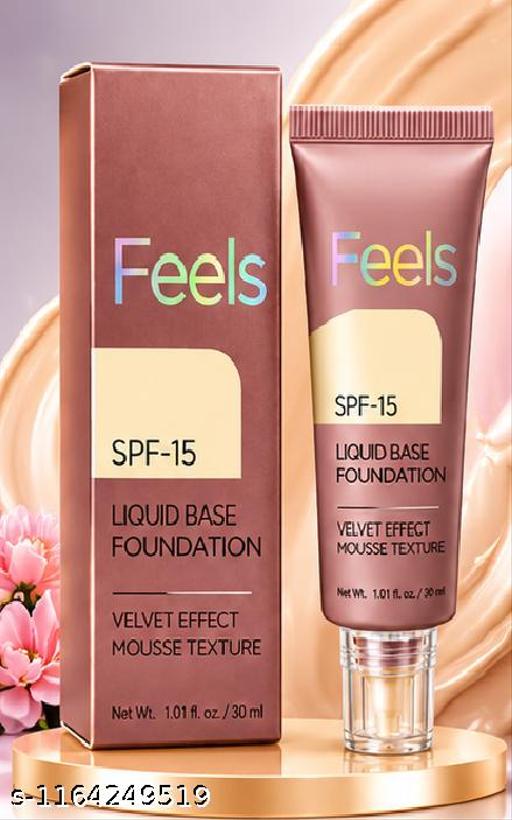 Feels
SPF-15
LIQUID BASE
FOUNDATION
VELVET EFFECT
MOUSSE TEXTURE
Net Wt. 1.01 fl. oz. / 30 ml
Feels
SPF-15
LIQUID BASE
FOUNDATION
VELVET EFFECT
MOUSSE TEXTURE
Net Wt. 1.01 fl. oz. / 30 ml
s-1164249519